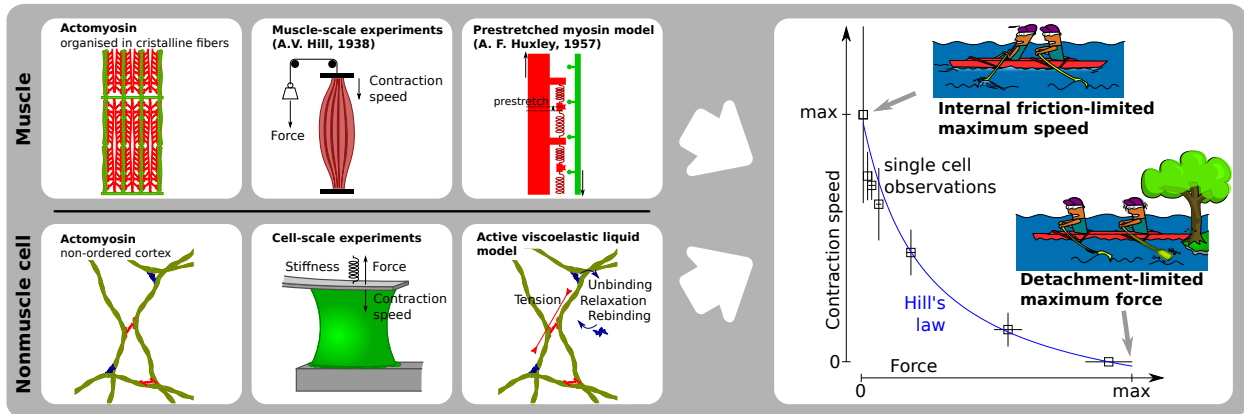 Muscle
Actomyosin
organised in cristalline fibers
Muscle-scale experiments
(A.V. Hill, 1938)
Contraction
speed
Force
Prestretched myosin model
(A. F. Huxley, 1957)
prestretch
Nonmuscle cell
Actomyosin
non-ordered cortex
Cell-scale experiments
Stiffness
Force
Contraction
speed
Active viscoelastic liquid
model
Unbinding
Tension
Relaxation
Rebinding
Internal friction-limited
maximum speed
max
single cell
observations
Contraction speed
Detachment-limited
maximum force
Hill's
law
0
Force
0
max